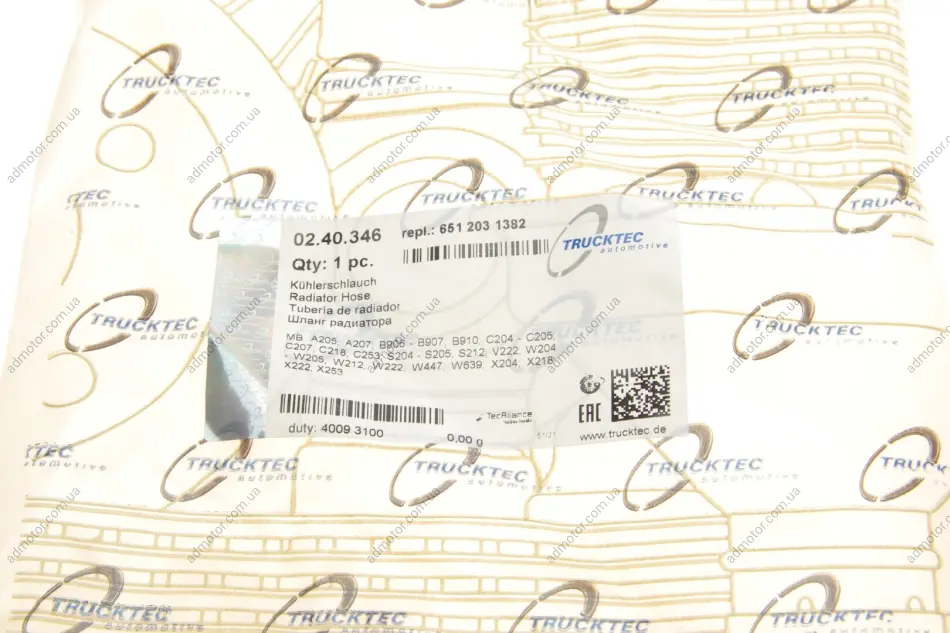 02.40.346
repl.: 651 203 1382
TRUCKTEC
automotive
Qty: 1 pc.
Kühlerschlauch
Radiator Hose
Tuberia de radiador
Шланг радиатора
MB A205, A207, B906 - B907, B910, C204 - C205,
C207, C218, C253, S204 - S205, S212, V222, W204
- W205, W212, W222, W447, W639, X204, X218,
X222, X253
TecAlliance
EAC
duty: 4009 3100
0,00 g
51/21
www.trucktec.de
TRUCKTEC
automotive
admotor.com.ua